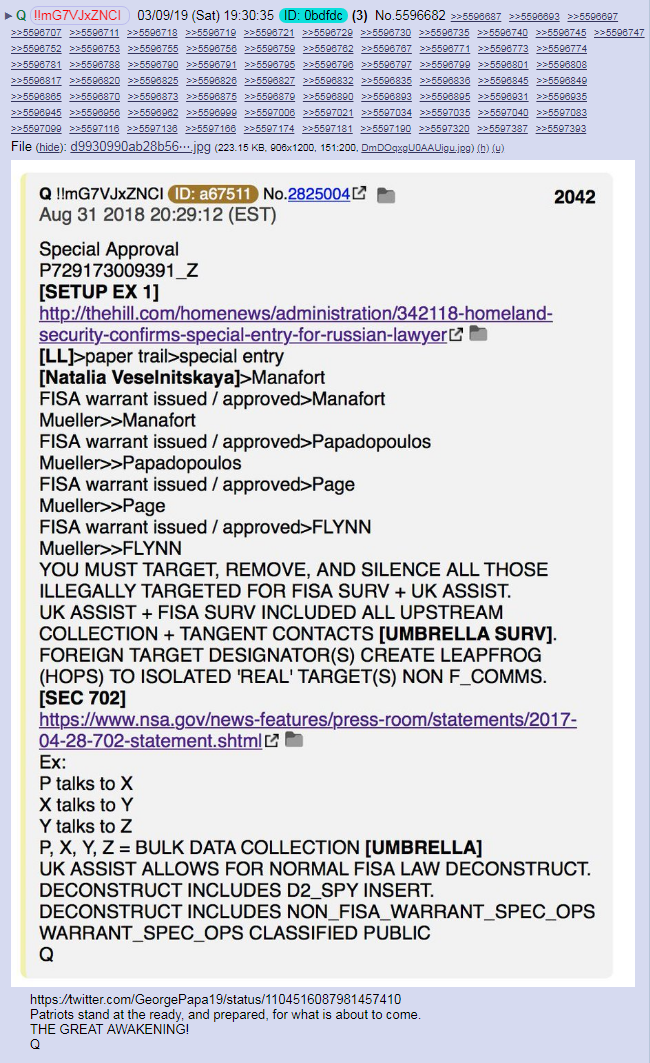 ► Q !!mG7VJxZNCI 03/09/19 (Sat) 19:30:35 ID: 0bdfdc (3) No.5596682 >>5596687 >>5596693 >>5596697
>>5596707 >>5596711 >>5596718 >>5596719 >>5596721 >>5596729 >>5596730 >>5596735 >>5596740 >>5596745 >>5596747
>>5596752 >>5596753 >>5596755 >>5596756 >>5596759 >>5596762 >>5596767 >>5596771 >>5596773 >>5596774
>>5596781 >>5596788 >>5596790 >>5596791 >>5596795 >>5596796 >>5596797 >>5596799 >>5596801 >>5596808
>>5596817 >>5596820 >>5596825 >>5596826 >>5596827 >>5596832 >>5596835 >>5596836 >>5596845 >>5596849
>>5596865 >>5596870 >>5596873 >>5596875 >>5596879 >>5596890 >>5596893 >>5596895 >>5596931 >>5596935
>>5596945 >>5596956 >>5596962 >>5596999 >>5597006 >>5597021 >>5597034 >>5597035 >>5597040 >>5597083
>>5597099 >>5597116 >>5597136 >>5597166 >>5597174 >>5597181 >>5597190 >>5597320 >>5597387 >>5597393
File (hide): d9930990ab28b56⋯.jpg (223.15 KB, 906x1200, 151:200, DmDOqxgU0AAUigu.jpg) (h) (u)
Q !!mG7VJxZNCI ID: a67511 No.2825004 2042
Aug 31 2018 20:29:12 (EST)
Special Approval
P729173009391_Z
[SETUP EX 1]
http://thehill.com/homenews/administration/342118-homeland-
security-confirms-special-entry-for-russian-lawyer
[LL]>paper trail>special entry
[Natalia Veselnitskaya]>Manafort
FISA warrant issued / approved>Manafort
Mueller>>Manafort
FISA warrant issued / approved>Papadopoulos
Mueller>>Papadopoulos
FISA warrant issued / approved>Page
Mueller>>Page
FISA warrant issued / approved>FLYNN
Mueller>>FLYNN
YOU MUST TARGET, REMOVE, AND SILENCE ALL THOSE
ILLEGALLY TARGETED FOR FISA SURV + UK ASSIST.
UK ASSIST + FISA SURV INCLUDED ALL UPSTREAM
COLLECTION + TANGENT CONTACTS [UMBRELLA SURV].
FOREIGN TARGET DESIGNATOR(S) CREATE LEAPFROG
(HOPS) TO ISOLATED 'REAL' TARGET(S) NON F_COMMS.
[SEC 702]
https://www.nsa.gov/news-features/press-room/statements/2017-
04-28-702-statement.shtml
Ex:
P talks to X
X talks to Y
Y talks to Z
P, X, Y, Z = BULK DATA COLLECTION [UMBRELLA]
UK ASSIST ALLOWS FOR NORMAL FISA LAW DECONSTRUCT.
DECONSTRUCT INCLUDES D2_SPY INSERT.
DECONSTRUCT INCLUDES NON_FISA_WARRANT_SPEC_OPS
WARRANT_SPEC_OPS CLASSIFIED PUBLIC
Q
https://twitter.com/GeorgePapa19/status/1104516087981457410
Patriots stand at the ready, and prepared, for what is about to come.
THE GREAT AWAKENING!
Q